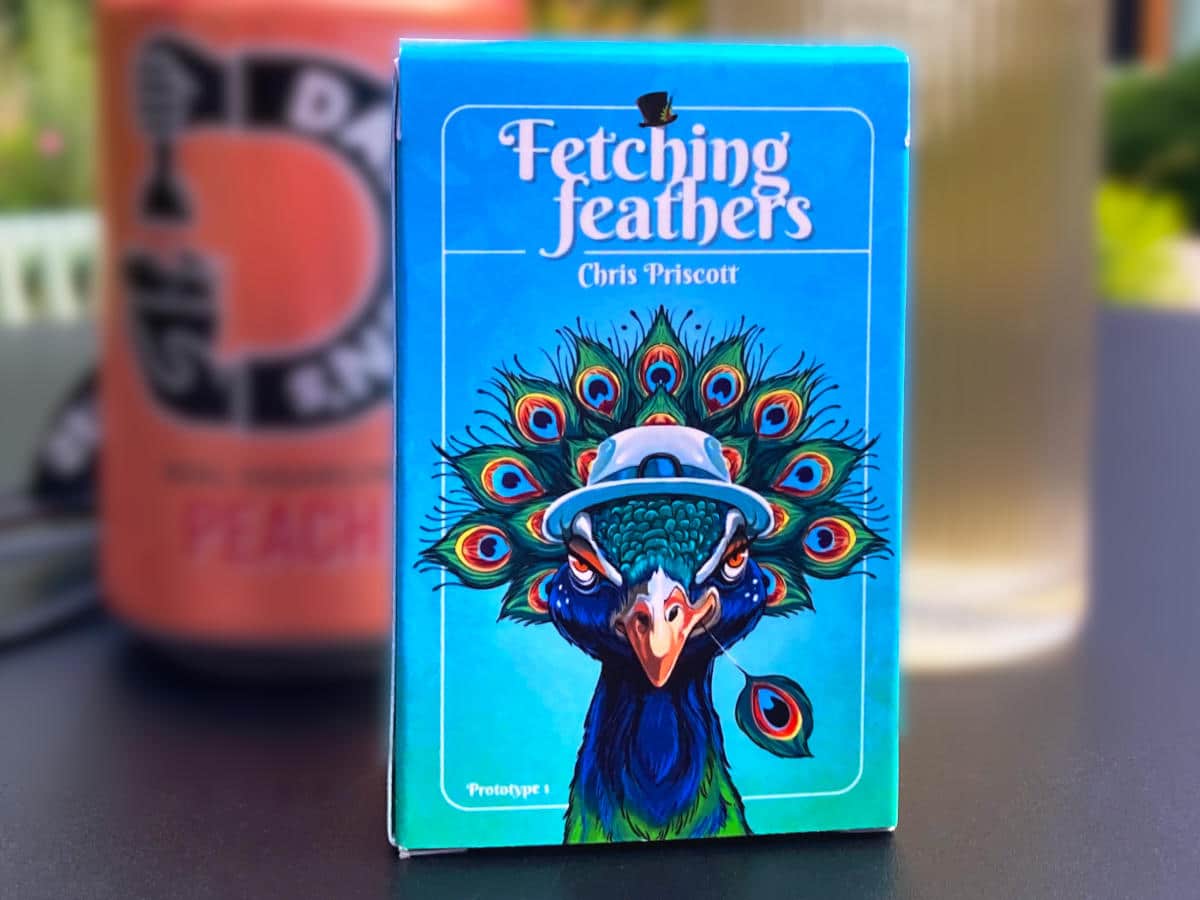 Fetching
feathers
Chris Priscott
Prototype 1
PEACH